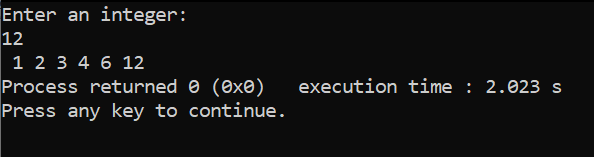 Enter an integer:
12
 1 2 3 4 6 12
Process returned 0 (0x0)   execution time : 2.023 s
Press any key to continue.